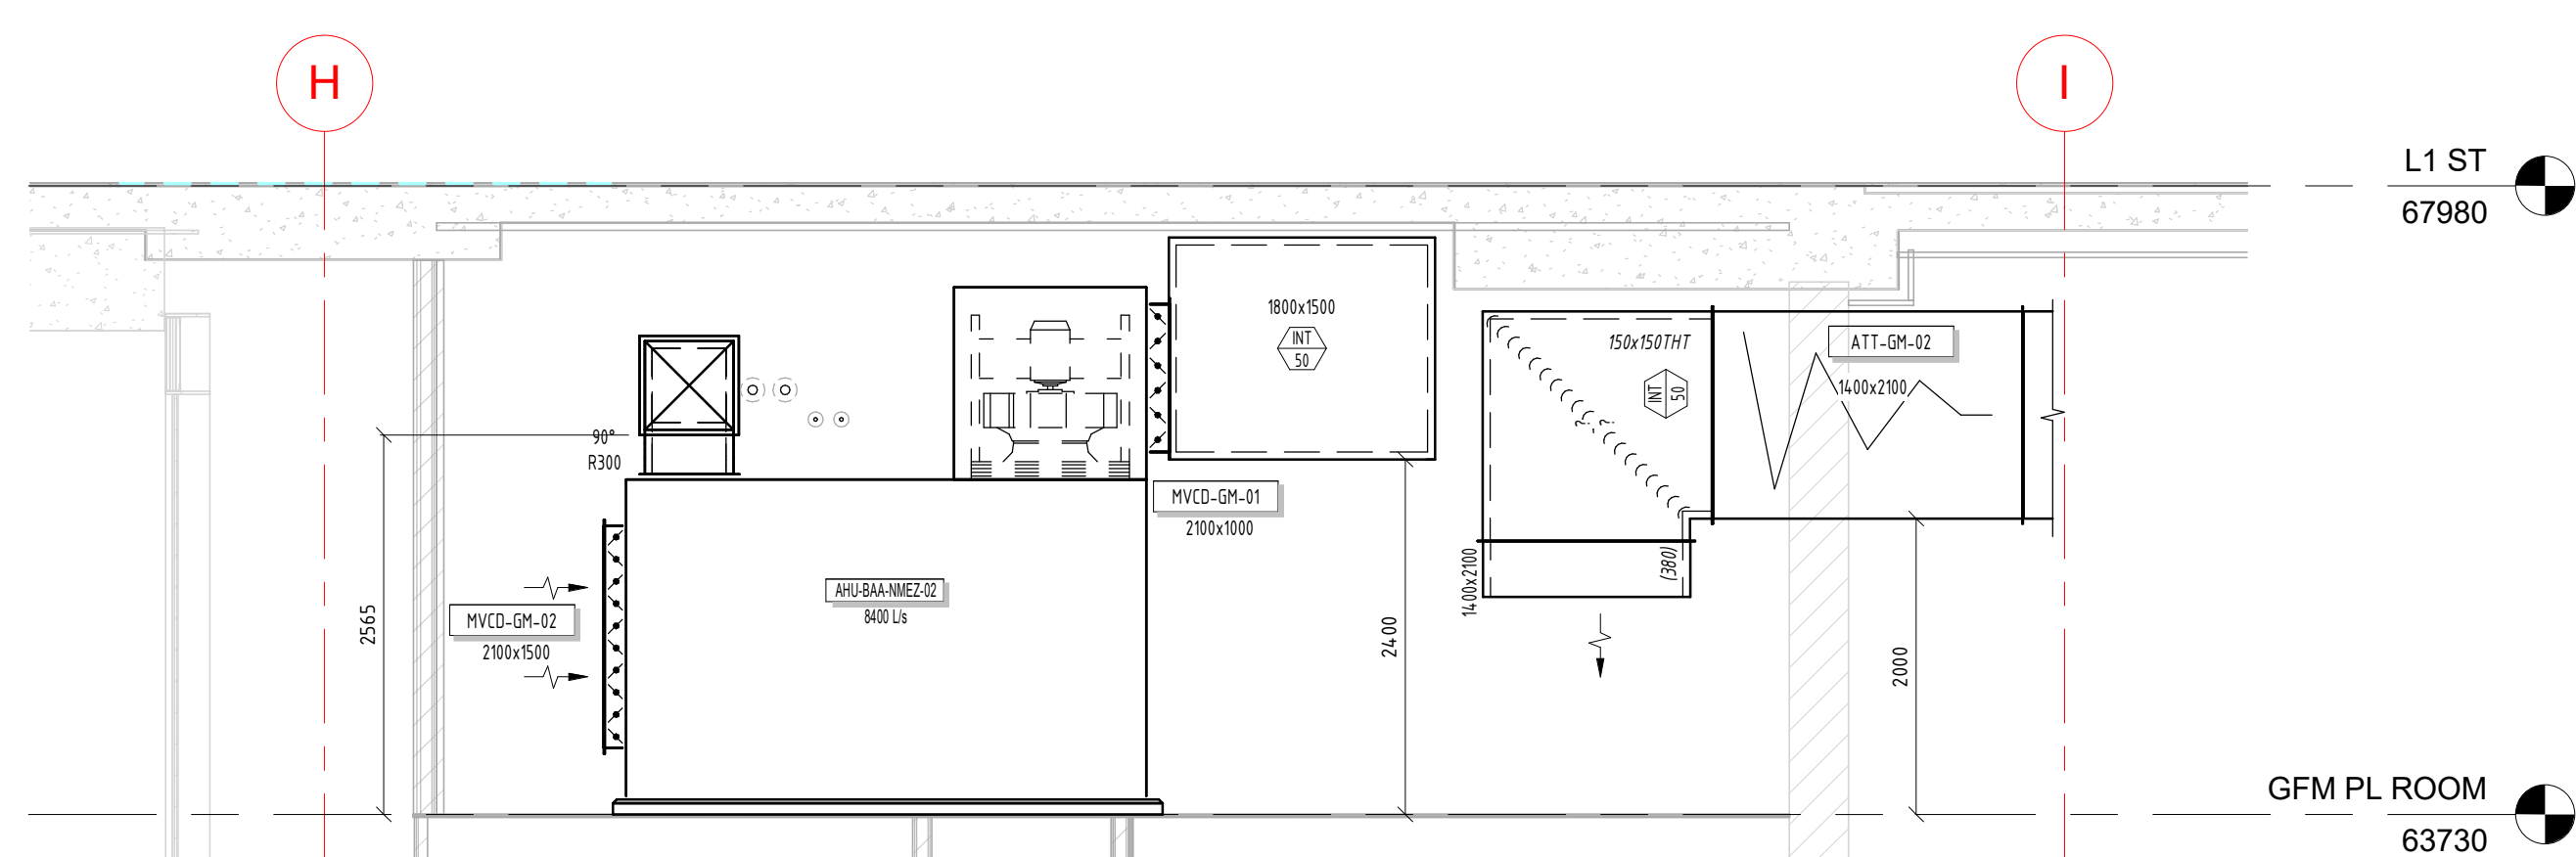 H
I
L1 ST
67980
1800x1500
INT
50
150x150THT
INT
50
ATT-GM-02
1400x2100
90°
R300
MVCD-GM-01
2100x1000
AHU-BAA-NMEZ-02
8400 L/s
MVCD-GM-02
2100x1500
2565
2400
1400x2100
(380)
2000
GFM PL ROOM
63730